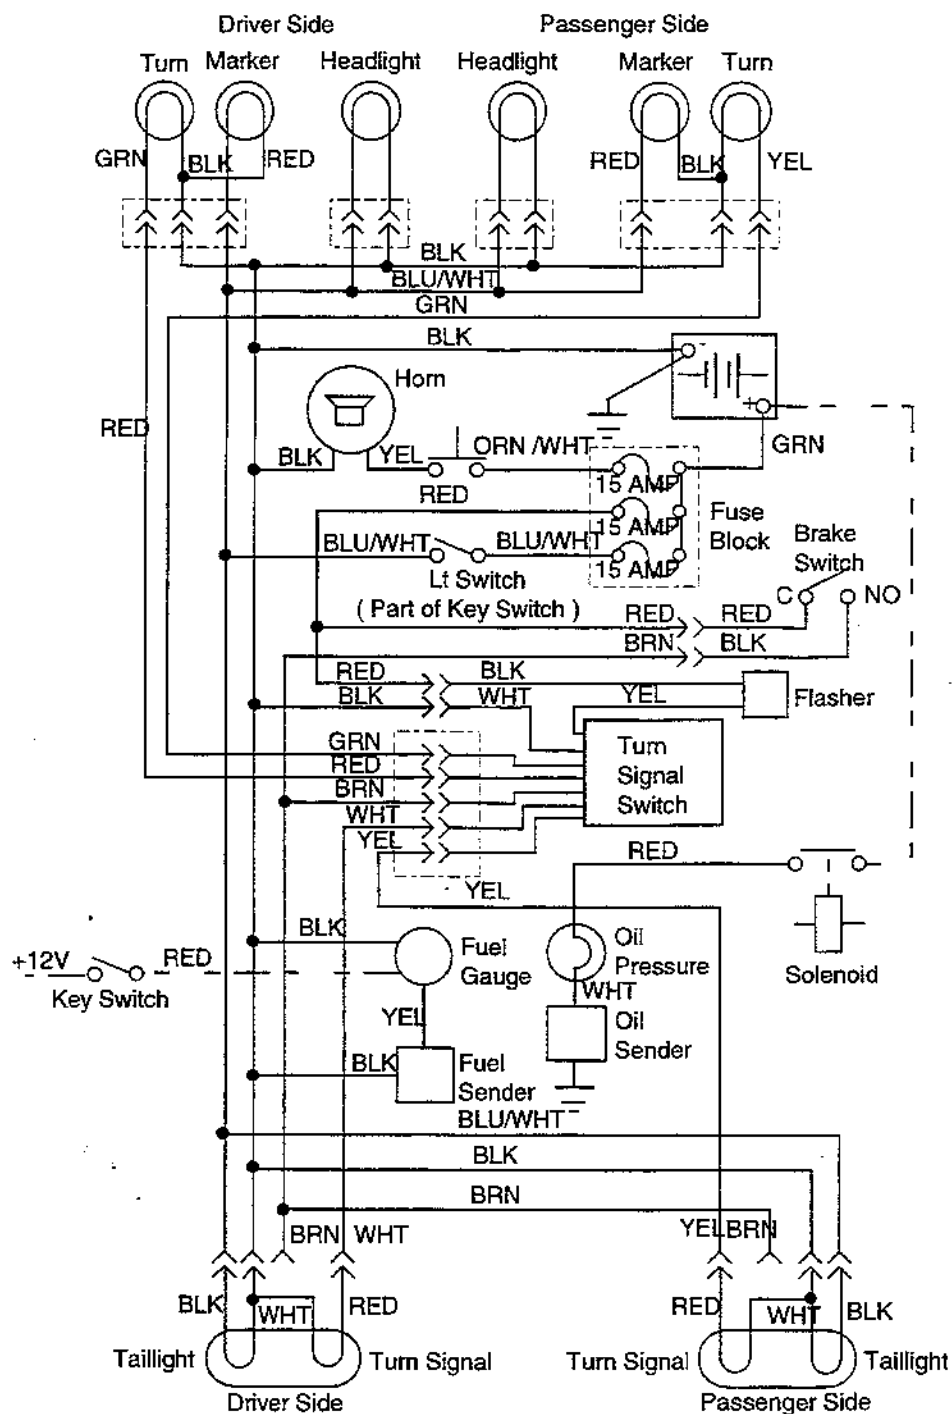 Driver Side Passenger Side
Turn Marker Headlight Headlight Marker Turn
GRN BLK RED RED BLK YEL
BLK
BLU/WHT
GRN
BLK
-
Horn
+
RED
GRN
BLK YEL ORN /WHT
15 AMP
RED
15 AMP
Fuse
Block
BLU/WHT BLU/WHT
15 AMP
Brake
Switch
Lt Switch
( Part of Key Switch )
C NO
RED RED
BRN BLK
RED BLK
BLK WHT YEL
Flasher
GRN
RED
BRN
WHT
YEL
Turn
Signal
Switch
RED
YEL
BLK
Fuel
Gauge
Oil
Pressure
Solenoid
+12V RED
Key Switch
WHT
YEL
Oil
Sender
BLK
Fuel
Sender
BLU/WHT
BLK
BRN
BRN WHT YEL BRN
BLK WHT RED RED WHT BLK
Taillight Turn Signal Turn Signal Taillight
Driver Side Passenger Side